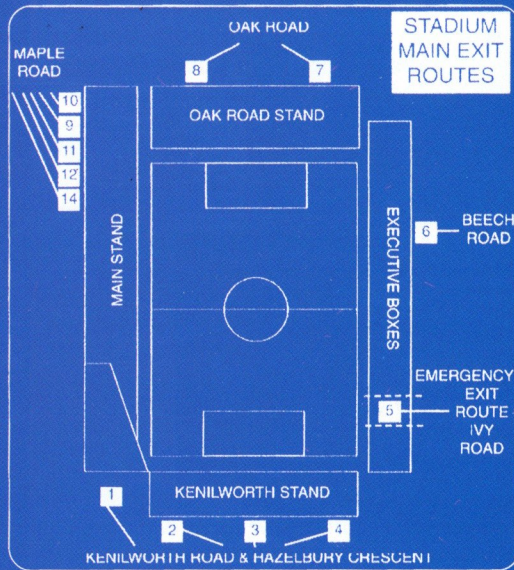 OAK ROAD
STADIUM
MAIN EXIT
ROUTES
MAPLE
ROAD
8
7
10
9
11
12
14
OAK ROAD STAND
MAIN STAND
EXECUTIVE BOXES
6
BEECH
ROAD
EMERGENCY
EXIT
ROUTE -
IVY
ROAD
5
1
KENILWORTH STAND
2
3
4
KENILWORTH ROAD & HAZELBURY CRESCENT